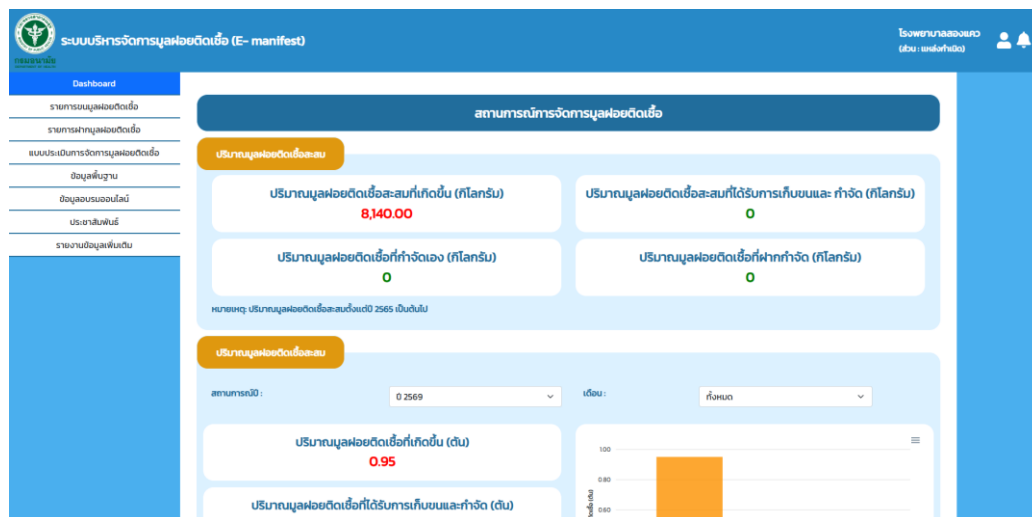 ระบบบริหารจัดการมูลฝอยติดเชื้อ (E- manifest)
โรงพยาบาลสองแคว
(ส่วน : แหล่งกำเนิด)
กรมอนามัย
Dashboard
รายการขนมูลฝอยติดเชื้อ
รายการฝากมูลฝอยติดเชื้อ
แบบประเมินการจัดการมูลฝอยติดเชื้อ
ข้อมูลพื้นฐาน
ข้อมูลอบรมออนไลน์
ประชาสัมพันธ์
รายงานข้อมูลเพิ่มเติม
สถานการณ์การจัดการมูลฝอยติดเชื้อ
ปริมาณมูลฝอยติดเชื้อสะสม
ปริมาณมูลฝอยติดเชื้อสะสมที่เกิดขึ้น (กิโลกรัม)
8,140.00
ปริมาณมูลฝอยติดเชื้อสะสมที่ได้รับการเก็บขนและ กำจัด (กิโลกรัม)
0
ปริมาณมูลฝอยติดเชื้อที่กำจัดเอง (กิโลกรัม)
0
ปริมาณมูลฝอยติดเชื้อที่ฝากกำจัด (กิโลกรัม)
0
หมายเหตุ: ปริมาณมูลฝอยติดเชื้อสะสมตั้งแต่ปี 2565 เป็นต้นไป
ปริมาณมูลฝอยติดเชื้อสะสม
สถานการณ์ปี :
ปี 2569
เดือน :
ทั้งหมด
ปริมาณมูลฝอยติดเชื้อที่เกิดขึ้น (ตัน)
0.95
ปริมาณมูลฝอยติดเชื้อที่ได้รับการเก็บขนและกำจัด (ตัน)
1.00
0.80
0.60